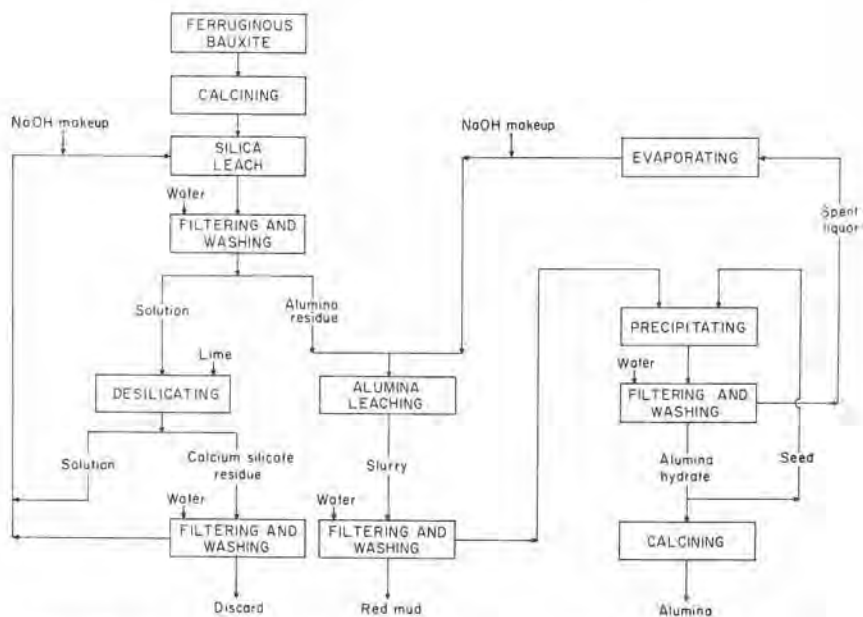 FERRUGINOUS
BAUXITE
CALCINING
NaOH makeup
SILICA
LEACH
NaOH makeup
EVAPORATING
Water
FILTERING AND
WASHING
Spent
liquor
Solution
Alumina
residue
PRECIPITATING
Lime
DESILICATING
ALUMINA
LEACHING
Water
FILTERING AND
WASHING
Solution
Calcium silicate
residue
Slurry
Alumina
hydrate
Seed
Water
FILTERING AND
WASHING
Water
FILTERING AND
WASHING
CALCINING
Discard
Red mud
Alumina